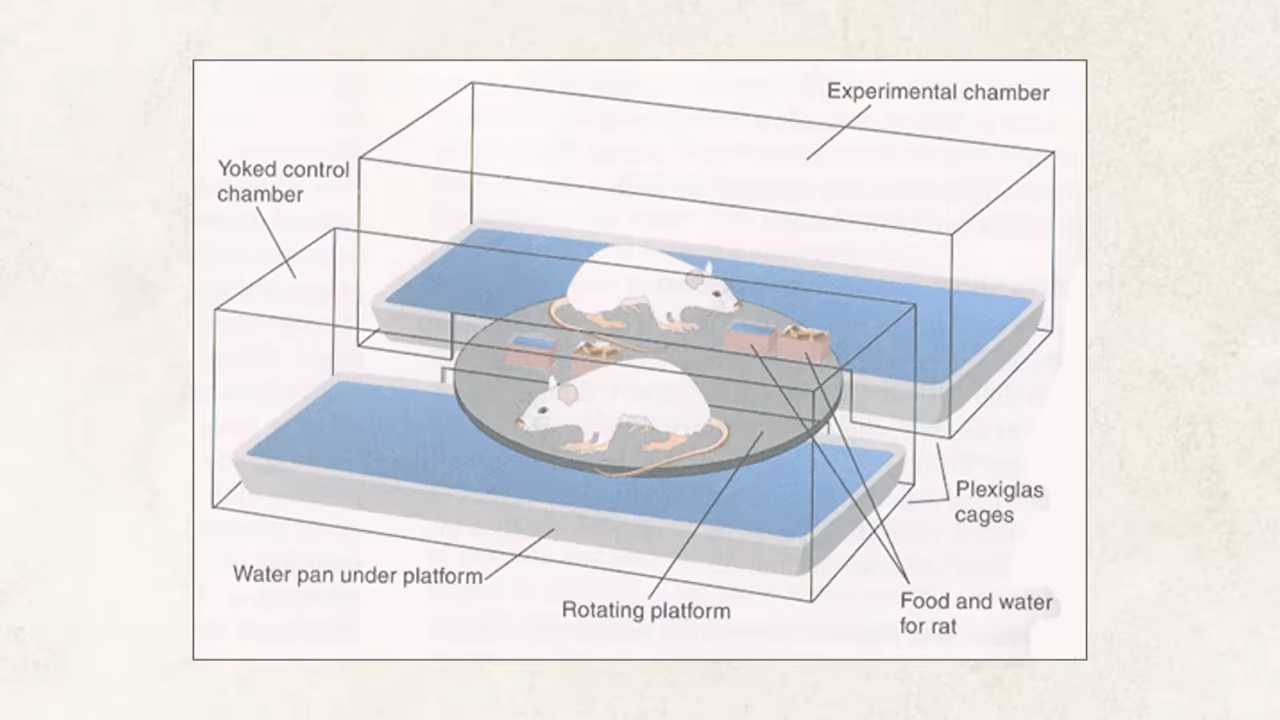 Experimental chamber
Yoked control
chamber
Plexiglas
cages
Water pan under platform
Rotating platform
Food and water
for rat